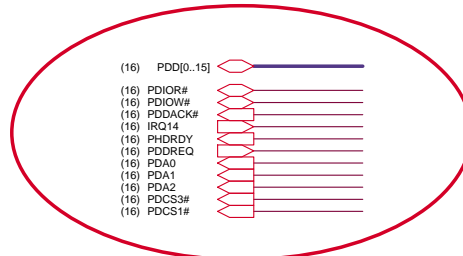 (16) PDD[0..15]
(16) PDIOR#
(16) PDIOW#
(16) PDDACK#
(16) IRQ14
(16) PHDRDY
(16) PDDREQ
(16) PDA0
(16) PDA1
(16) PDA2
(16) PDCS3#
(16) PDCS1#